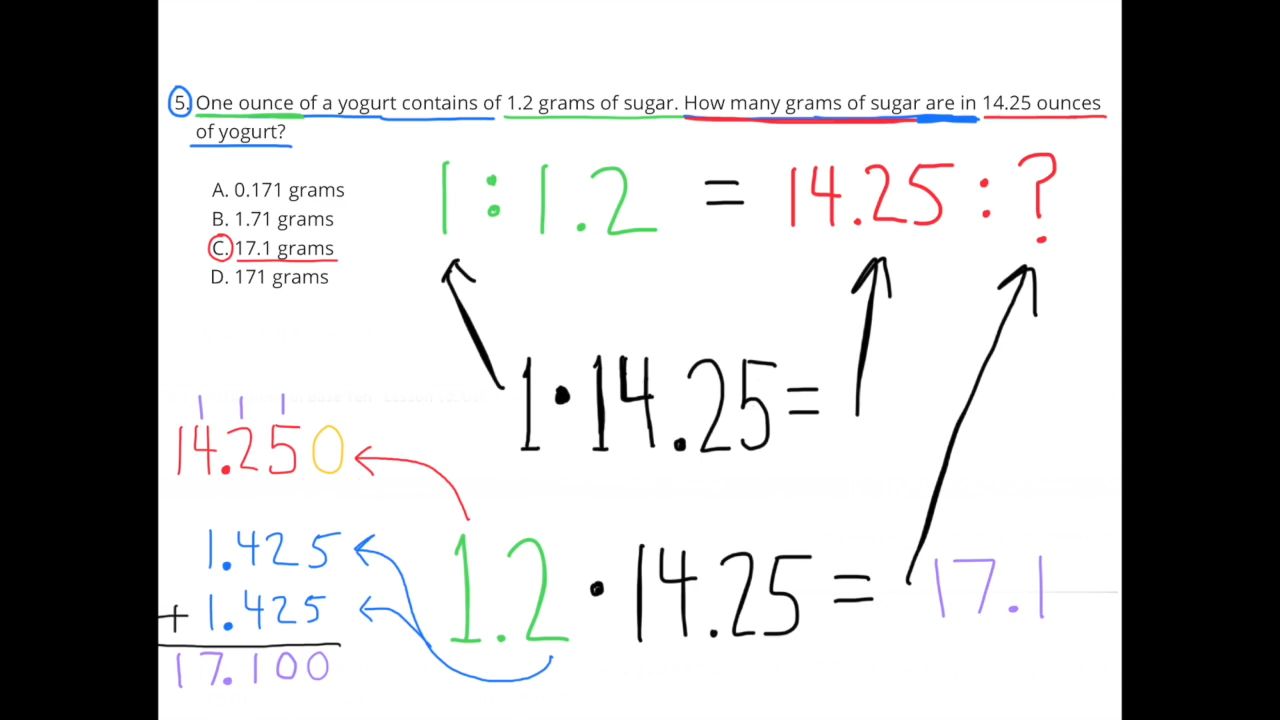 5. One ounce of a yogurt contains of 1.2 grams of sugar. How many grams of sugar are in 14.25 ounces
of yogurt?
A. 0.171 grams
B. 1.71 grams
C. 17.1 grams
D. 171 grams
1 : 1.2 = 14.25 : ?
1 • 14.25 =
1 1 1
14.250
1.425
+ 1.425
17.100
1.2 • 14.25 = 17.1